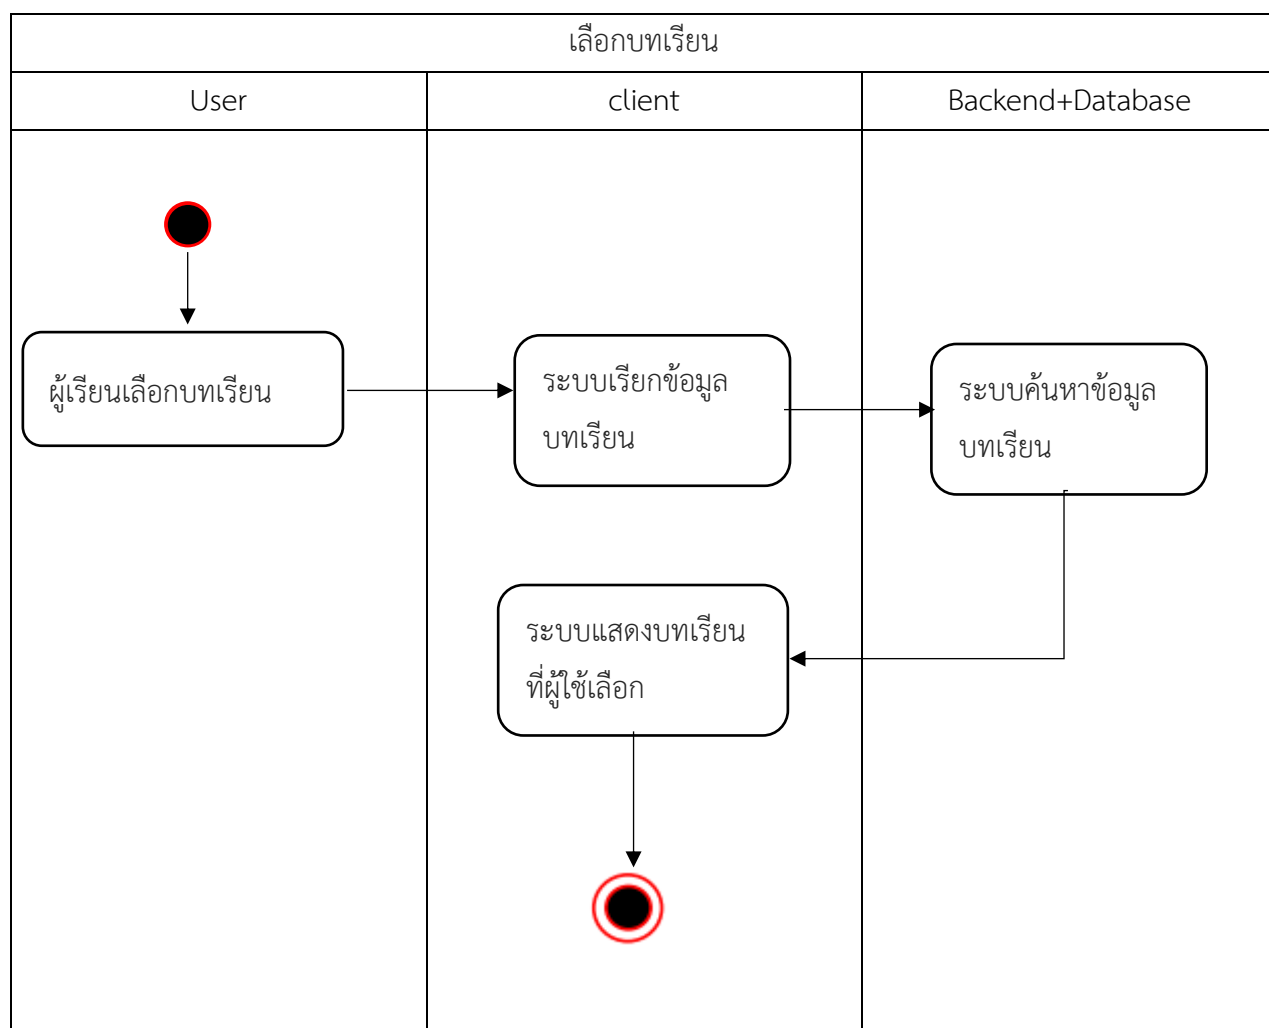 เลือกบทเรียน
User
client
Backend+Database
ผู้เรียนเลือกบทเรียน
ระบบเรียกข้อมูล
บทเรียน
ระบบค้นหาข้อมูล
บทเรียน
ระบบแสดงบทเรียน
ที่ผู้ใช้เลือก